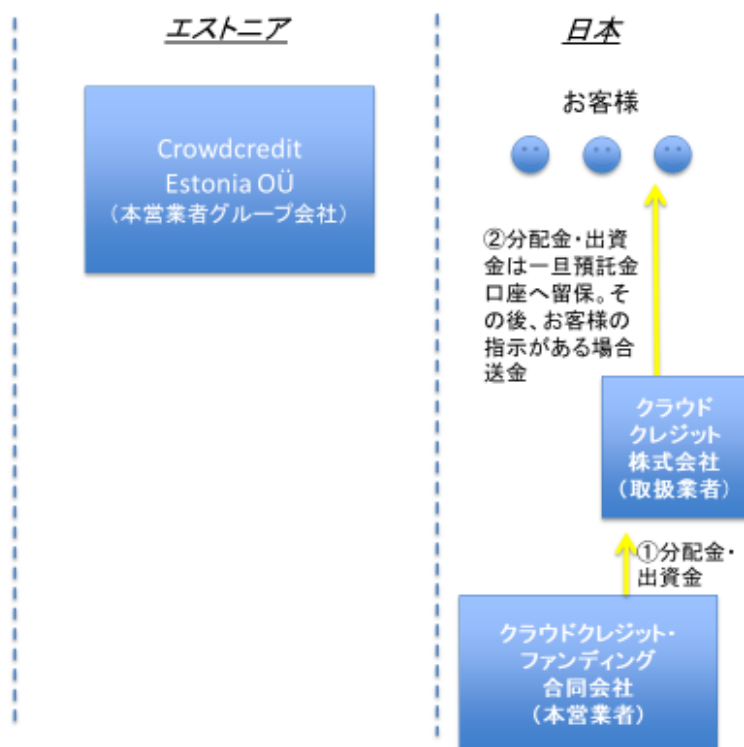 エストニア
Crowdcredit
Estonia OÜ
（本営業者グループ会社）
日本
お客様
②分配金・出資
金は一旦預託金
口座へ留保。そ
の後、お客様の
指示がある場合
送金
クラウド
クレジット
株式会社
（取扱業者）
①分配金・
出資金
クラウドクレジット・
ファンディング
合同会社
（本営業者）